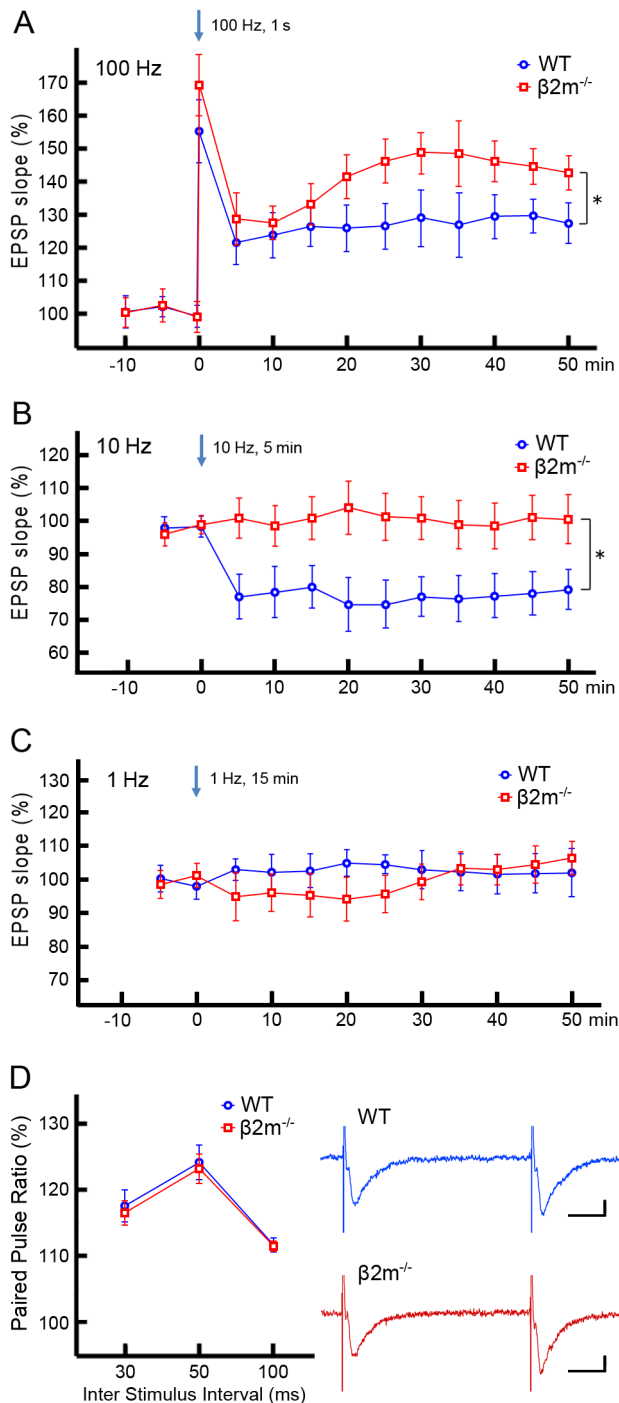 A
100 Hz, 1 s
100 Hz
WT
β2m-/-
EPSP slope (%)
170
160
150
140
130
120
110
100
*
-10 0 10 20 30 40 50 min
B
10 Hz
10 Hz, 5 min
WT
β2m-/-
EPSP slope (%)
120
110
100
90
80
70
60
*
-10 0 10 20 30 40 50 min
C
1 Hz
1 Hz, 15 min
WT
β2m-/-
EPSP slope (%)
130
120
110
100
90
80
70
-10 0 10 20 30 40 50 min
D
WT
β2m-/-
Paired Pulse Ratio (%)
130
120
110
100
30 50 100
Inter Stimulus Interval (ms)
WT
β2m-/-